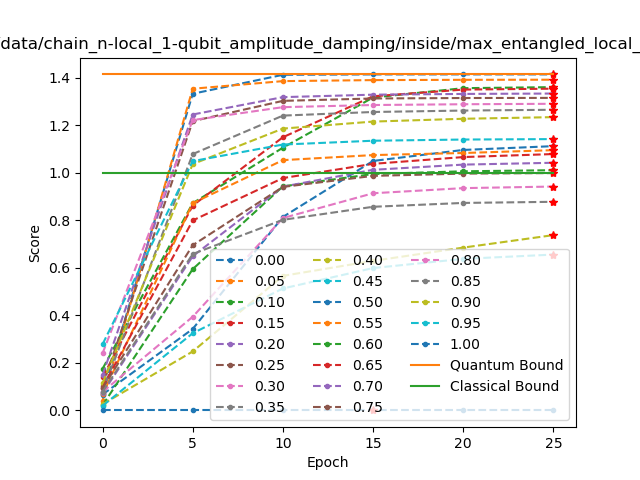 /data/chain_n-local_1-qubit_amplitude_damping/inside/max_entangled_local_
Score
1.4
1.2
1.0
0.8
0.6
0.4
0.2
0.0
0.00 0.40 0.80
0.05 0.45 0.85
0.10 0.50 0.90
0.15 0.55 0.95
0.20 0.60 1.00
0.25 0.65 Quantum Bound
0.30 0.70 Classical Bound
0.35 0.75
0 5 10 15 20 25
Epoch